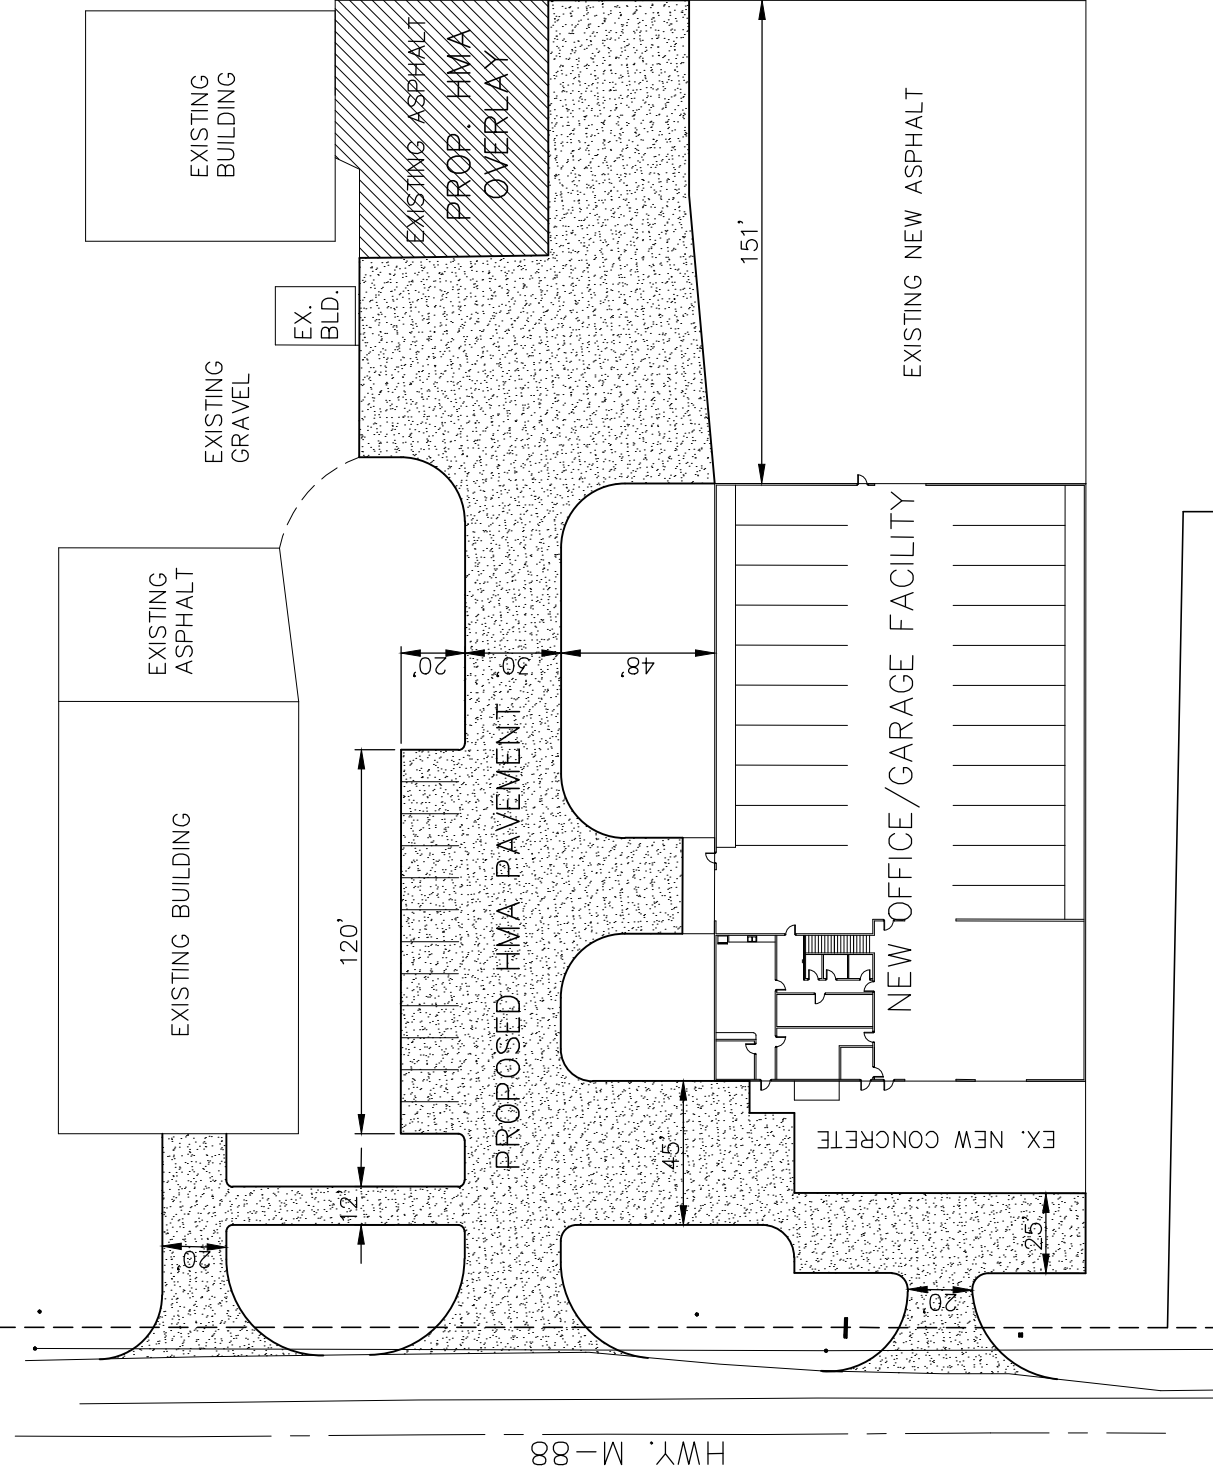 EXISTING
BUILDING
EXISTING ASPHALT
PROP. HMA
OVERLAY
EX.
BLD.
151'
EXISTING NEW ASPHALT
EXISTING
GRAVEL
EXISTING
ASPHALT
20'
30'
48'
EXISTING BUILDING
120'
PROPOSED HMA PAVEMENT
NEW OFFICE/GARAGE FACILITY
45'
EX. NEW CONCRETE
12'
20'
25'
20'
HWY. M-88